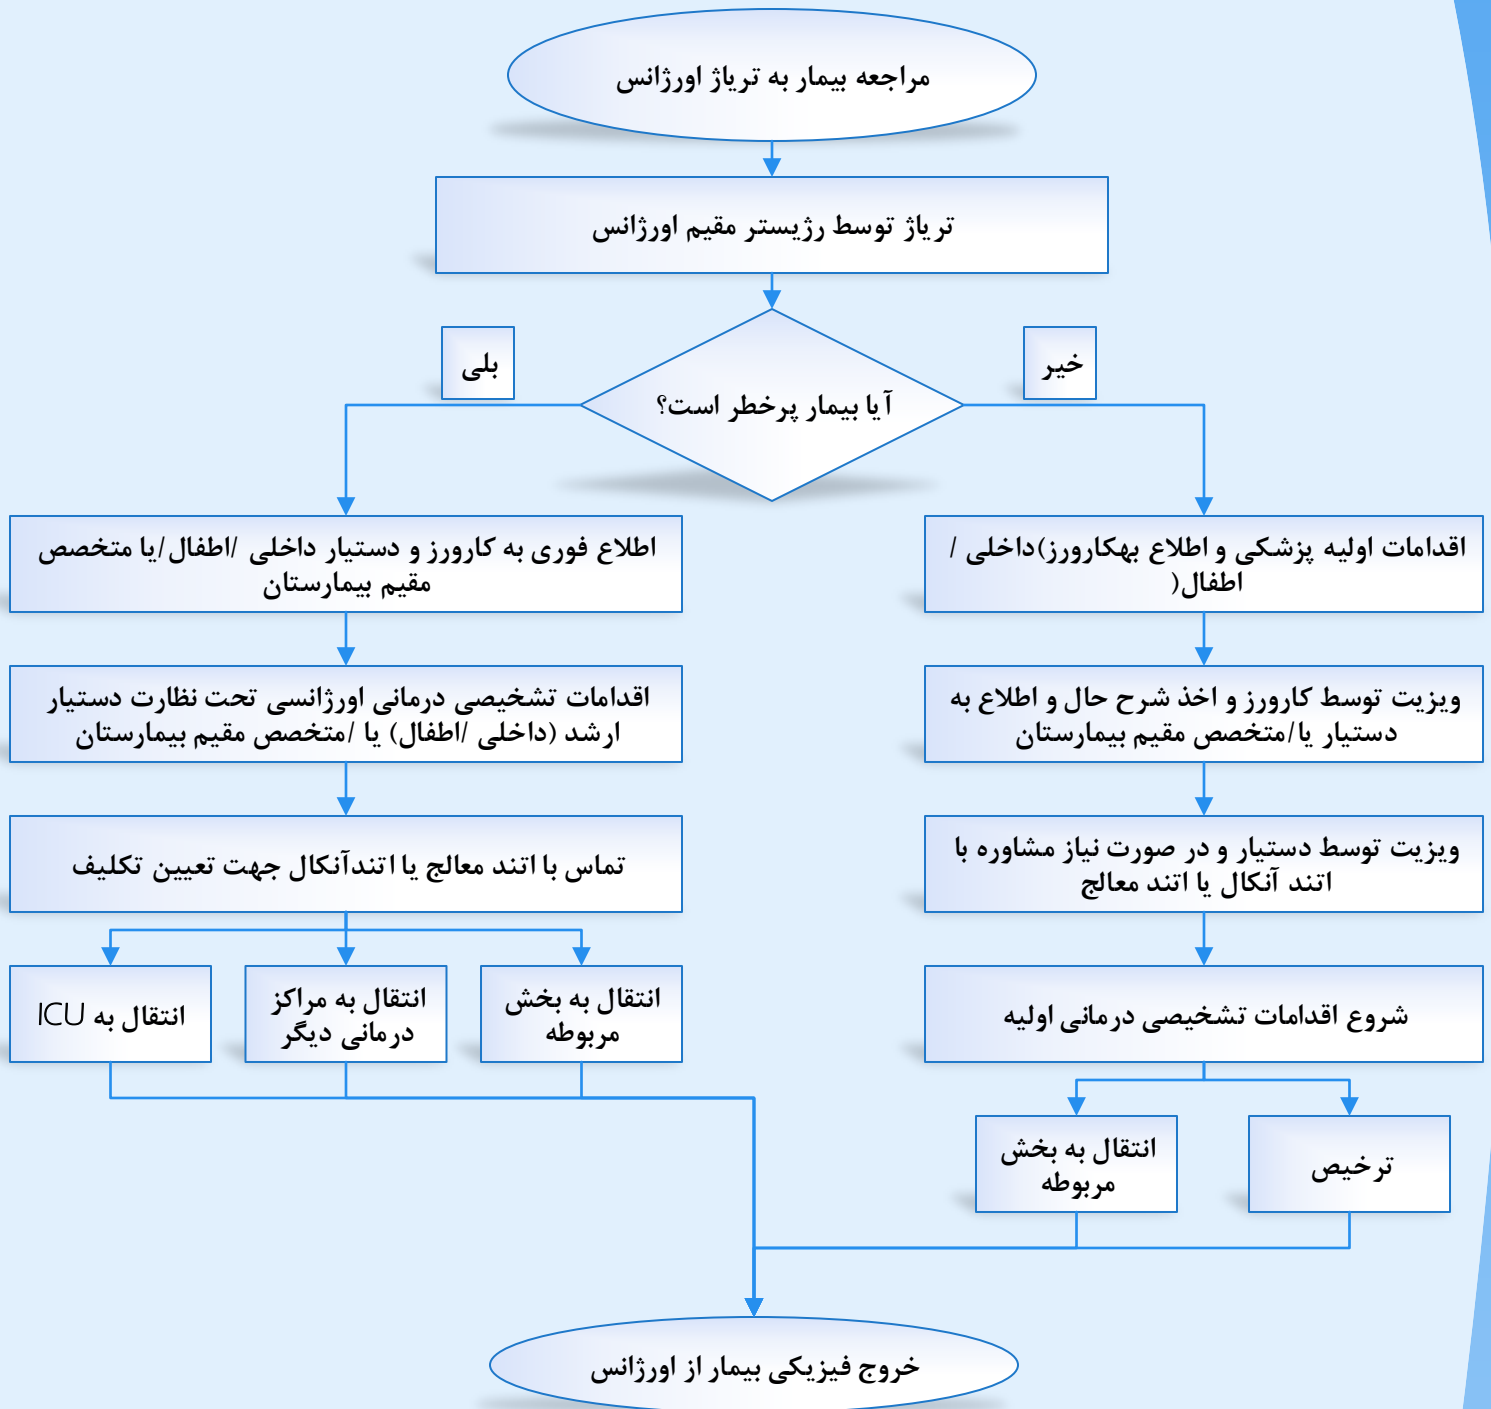 مراجعه بیمار به تریاژ اورژانس
تریاژ توسط رژیستر مقیم اورژانس
خیر
بلی
آیا بیمار پرخطر است؟
اقدامات اولیه پزشکی و اطلاع بهکارورز)داخلی /
اطفال(
ویزیت توسط کارورز و اخذ شرح حال و اطلاع به
دستیار یا/متخصص مقیم بیمارستان
ویزیت توسط دستیار و در صورت نیاز مشاوره با
اتند آنکال یا اتند معالج
شروع اقدامات تشخیصی درمانی اولیه
ترخیص
انتقال به بخش
مربوطه
اطلاع فوری به کارورز و دستیار داخلی /اطفال/یا متخصص
مقیم بیمارستان
اقدامات تشخیصی درمانی اورژانسی تحت نظارت دستیار
ارشد (داخلی /اطفال) یا /متخصص مقیم بیمارستان
تماس با اتند معالج یا اتندآنکال جهت تعیین تکلیف
انتقال به بخش
مربوطه
انتقال به مراکز
درمانی دیگر
انتقال به ICU
خروج فیزیکی بیمار از اورژانس